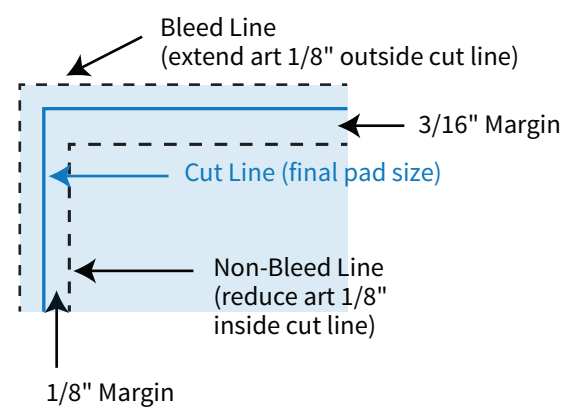 Bleed Line
(extend art 1/8" outside cut line)
3/16" Margin
Cut Line (final pad size)
Non-Bleed Line
(reduce art 1/8"
inside cut line)
1/8" Margin